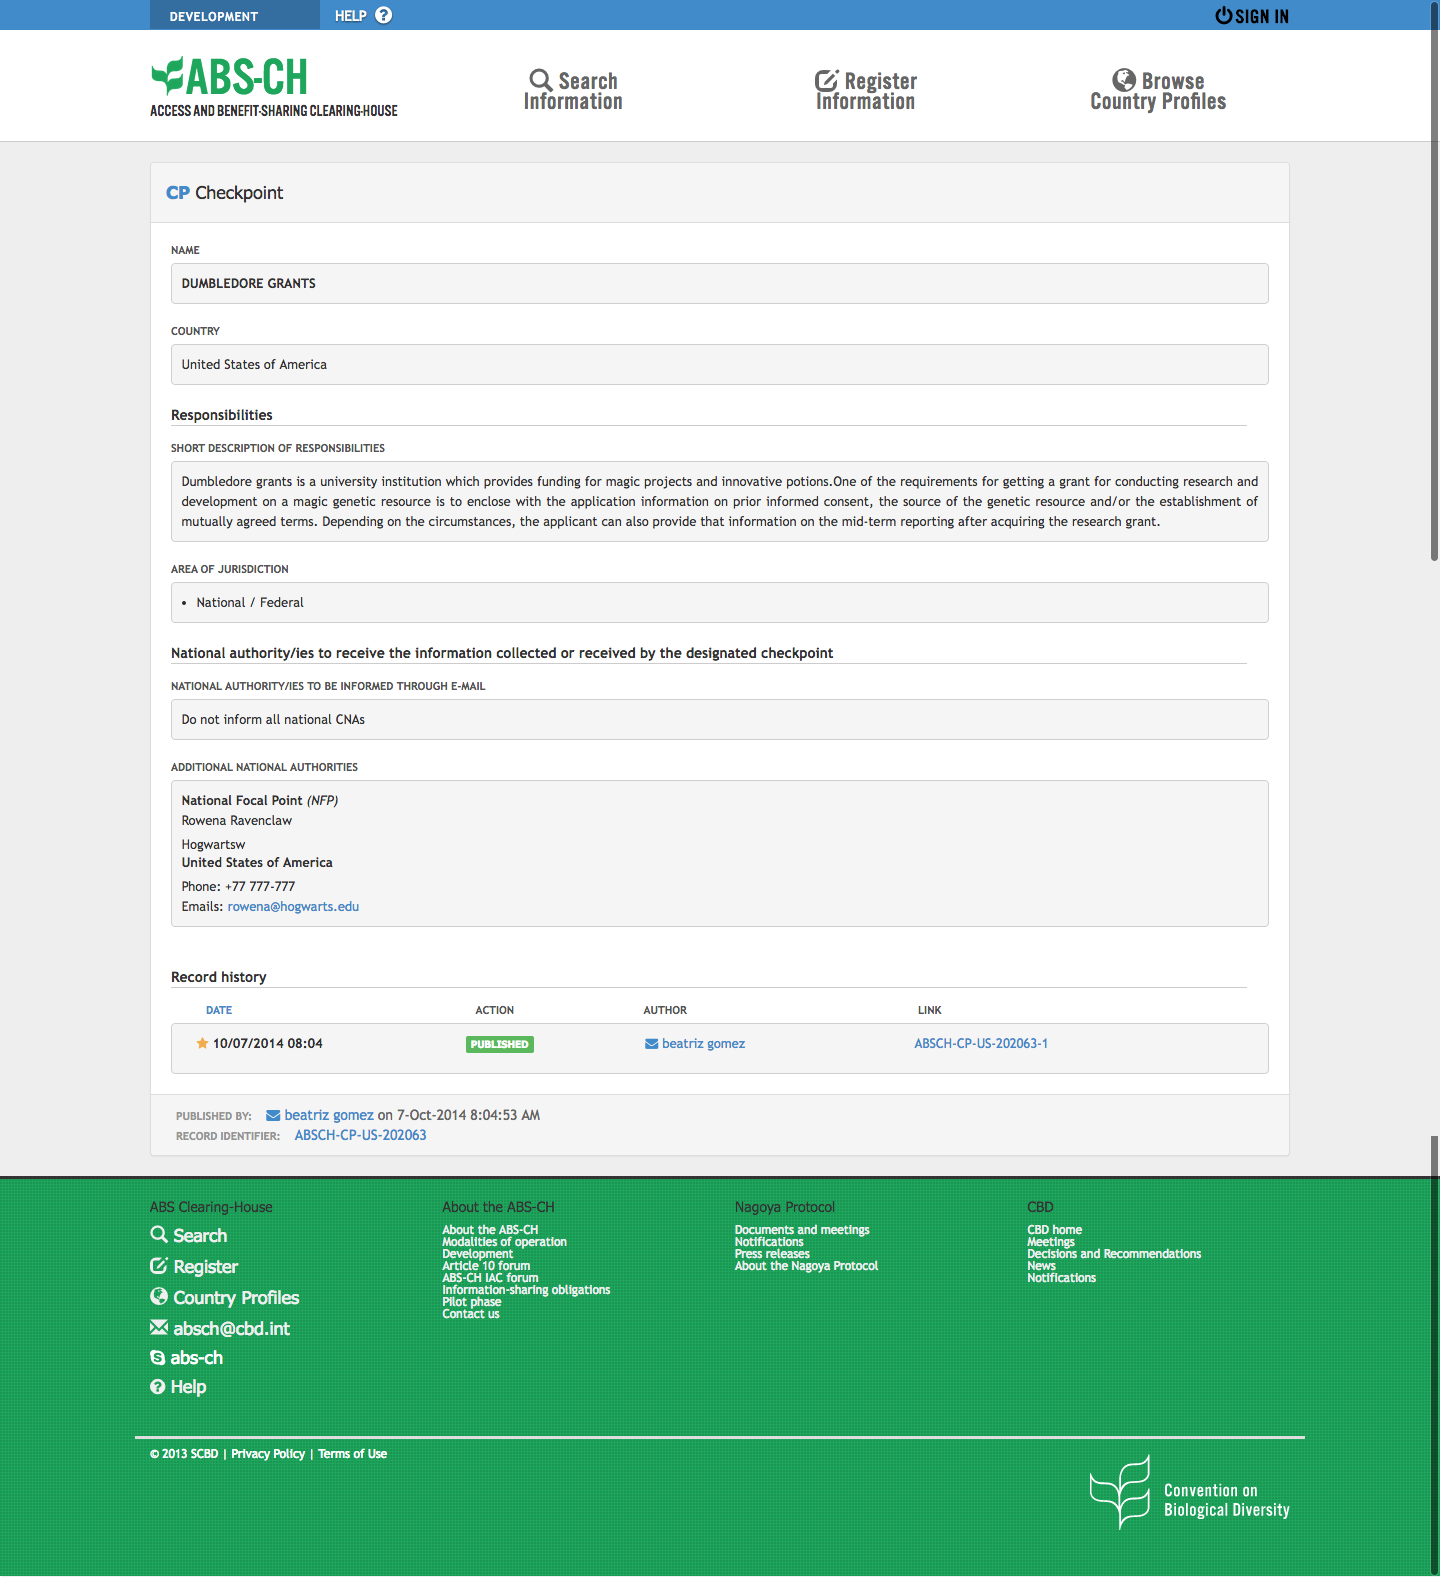 DEVELOPMENT HELP SIGN IN
ABS-CH
ACCESS AND BENEFIT-SHARING CLEARING-HOUSE
Search
Information
Register
Information
Browse
Country Profiles
CP Checkpoint
NAME
DUMBLEDORE GRANTS
COUNTRY
United States of America
Responsibilities
SHORT DESCRIPTION OF RESPONSIBILITIES
Dumbledore grants is a university institution which provides funding for magic projects and innovative potions.One of the requirements for getting a grant for conducting research and
development on a magic genetic resource is to enclose with the application information on prior informed consent, the source of the genetic resource and/or the establishment of
mutually agreed terms. Depending on the circumstances, the applicant can also provide that information on the mid-term reporting after acquiring the research grant.
AREA OF JURISDICTION
• National / Federal
National authority/ies to receive the information collected or received by the designated checkpoint
NATIONAL AUTHORITY/IES TO BE INFORMED THROUGH E-MAIL
Do not inform all national CNAs
ADDITIONAL NATIONAL AUTHORITIES
National Focal Point (NFP)
Rowena Ravenclaw
Hogwartsw
United States of America
Phone: +77 777-777
Emails: rowena@hogwarts.edu
Record history
DATE ACTION AUTHOR LINK
10/07/2014 08:04 PUBLISHED beatriz gomez ABSCH-CP-US-202063-1
PUBLISHED BY: beatriz gomez on 7-Oct-2014 8:04:53 AM
RECORD IDENTIFIER: ABSCH-CP-US-202063
ABS Clearing-House
Search
Register
Country Profiles
absch@cbd.int
abs-ch
Help
About the ABS-CH
About the ABS-CH
Modalities of operation
Development
Article 10 forum
ABS-CH IAC forum
Information-sharing obligations
Pilot phase
Contact us
Nagoya Protocol
Documents and meetings
Notifications
Press releases
About the Nagoya Protocol
CBD
CBD home
Meetings
Decisions and Recommendations
News
Notifications
© 2013 SCBD | Privacy Policy | Terms of Use
Convention on
Biological Diversity